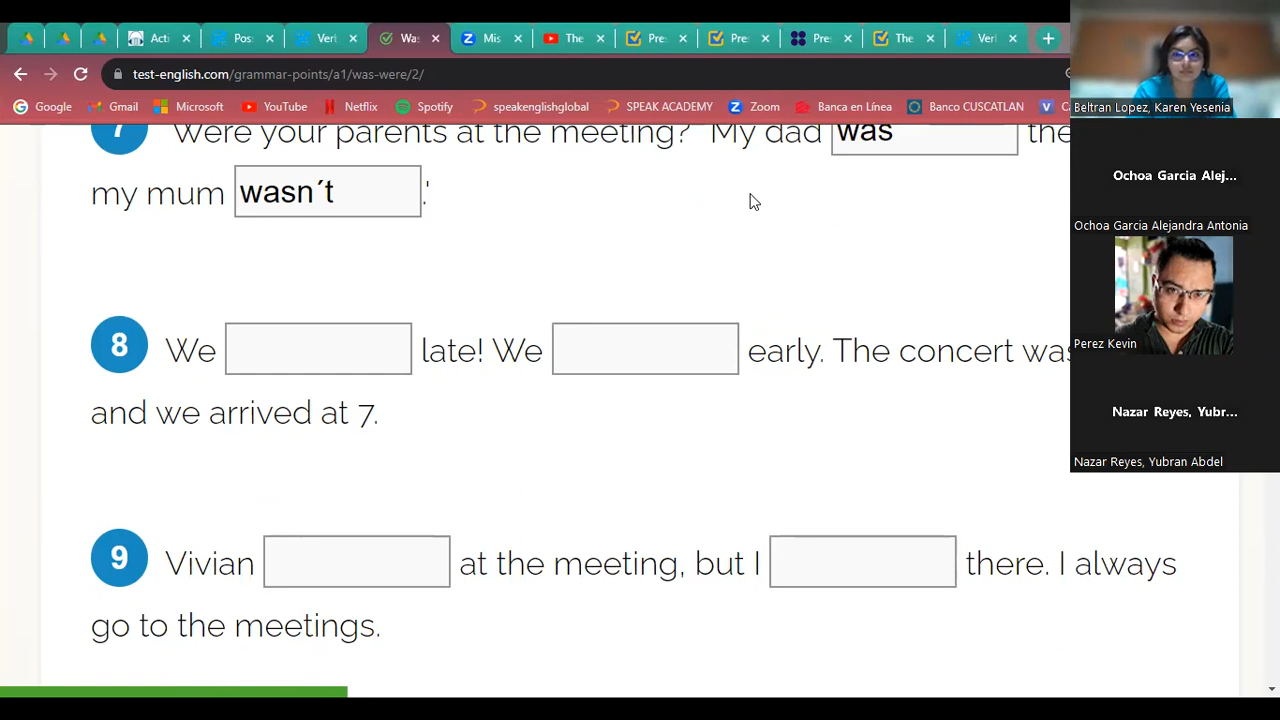 Acti
Pos
Verl
Wa:
Mis
The
Pre:
Pre:
Pre:
The
Verl
test-english.com/grammar-points/a1/was-were/2/
Google Gmail Microsoft YouTube Netflix Spotify speakenglishglobal SPEAK ACADEMY Zoom Banca en Línea Banco CUSCATLAN V
7 Were your parents at the meeting? My dad was the
my mum wasn´t .'
8 We late! We early. The concert was
and we arrived at 7.
9 Vivian at the meeting, but I there. I always
go to the meetings.
Beltran Lopez, Karen Yesenia
Ochoa Garcia Alej...
Ochoa Garcia Alejandra Antonia
Perez Kevin
Nazar Reyes, Yubr...
Nazar Reyes, Yubran Abdel